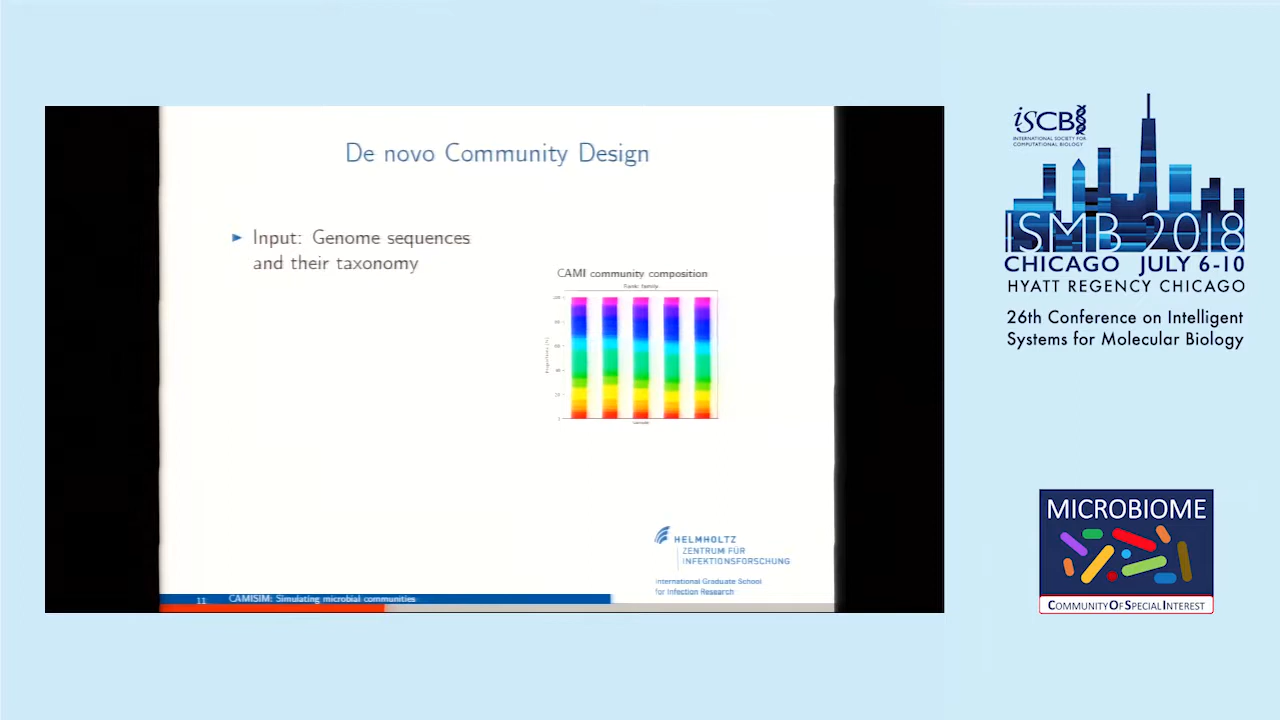 De novo Community Design
► Input: Genome sequences
and their taxonomy
CAMI community composition
Rank: family
HELMHOLTZ
ZENTRUM FÜR
INFEKTIONSFORSCHUNG
International Graduate School
for Infection Research
11 CAMISIM: Simulating microbial communities
iSCB
INTERNATIONAL SOCIETY FOR
COMPUTATIONAL BIOLOGY
ISMB 2018
CHICAGO JULY 6-10
HYATT REGENCY CHICAGO
26th Conference on Intelligent
Systems for Molecular Biology
MICROBIOME
COMMUNITY OF SPECIAL INTEREST